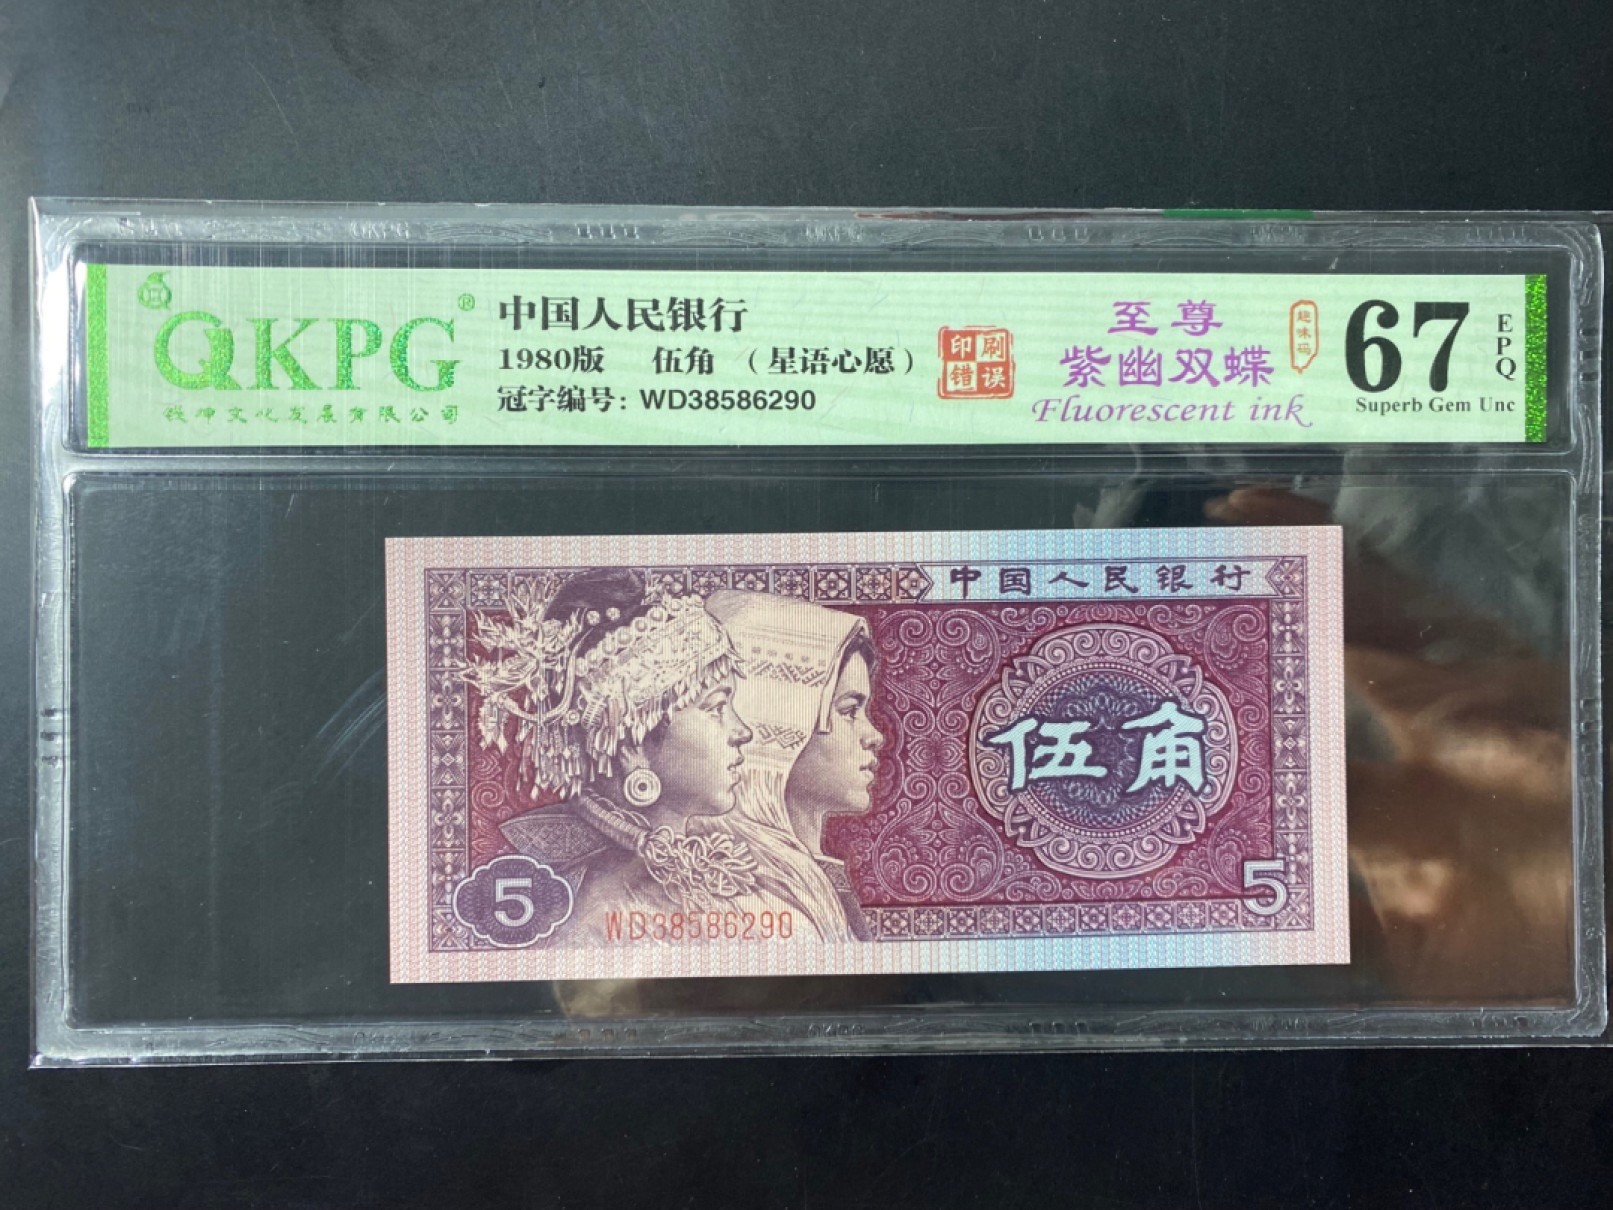 QKPG®
钱坤文化发展有限公司
中国人民银行
1980版 伍角 （星语心愿）
冠字编号：WD38586290
印刷
错误
至尊
紫幽双蝶
Fluorescent ink
趣味码
67
EPQ
Superb Gem Unc
中国人民银行
伍角
5
5
WD38586290